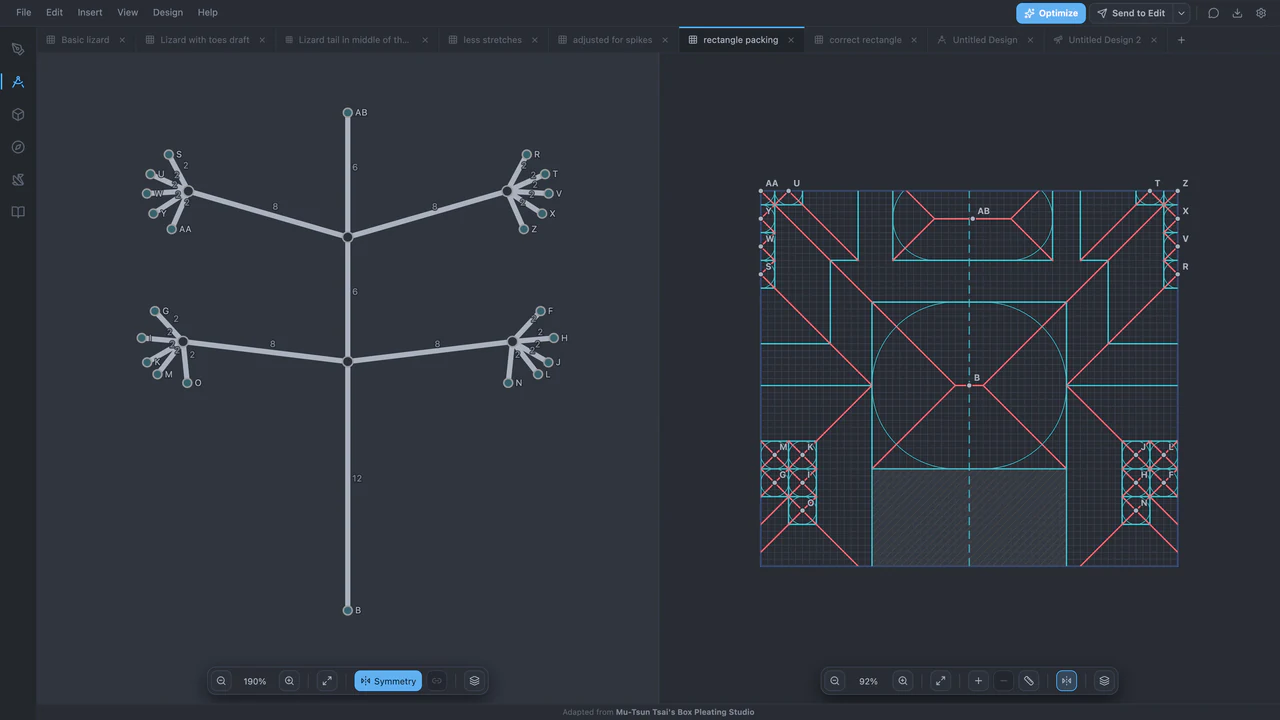 File Edit Insert View Design Help Optimize Send to Edit
Basic lizard Lizard with toes draft Lizard tail in middle of th... less stretches adjusted for spikes rectangle packing correct rectangle Untitled Design Untitled Design 2
AB
S R
2
U T
6
W V
8 8
Y X
AA Z
6
G F
2
I H
8 8
K J
M L
2
O N
12
B
AA U T Z
Y AB X
W V
S R
B
M K J L
G I H F
O N
190% Symmetry
92%
Adapted from Mu-Tsun Tsai's Box Pleating Studio